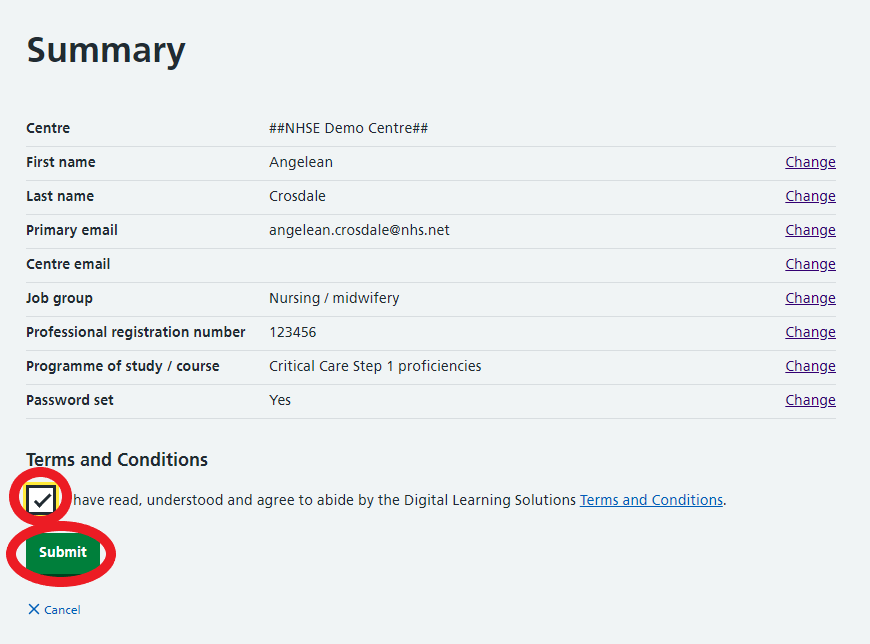 Summary
Centre ##NHSE Demo Centre##
First name Angelean Change
Last name Crosdale Change
Primary email angelean.crosdale@nhs.net Change
Centre email Change
Job group Nursing / midwifery Change
Professional registration number 123456 Change
Programme of study / course Critical Care Step 1 proficiencies Change
Password set Yes Change
Terms and Conditions
have read, understood and agree to abide by the Digital Learning Solutions Terms and Conditions.
Submit
Cancel